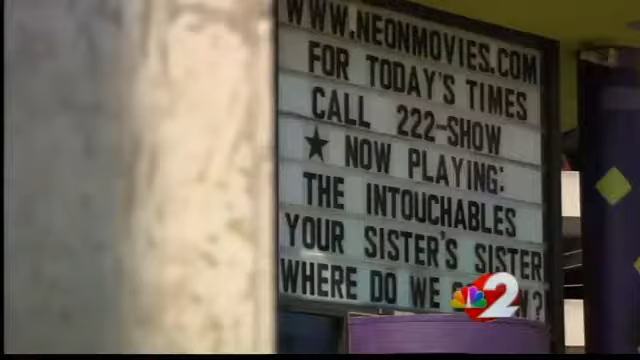 WWW.NEONMOVIES.COM
FOR TODAY'S TIMES
CALL 222-SHOW
★ NOW PLAYING:
THE INTOUCHABLES
YOUR SISTER'S SISTER
WHERE DO WE
2